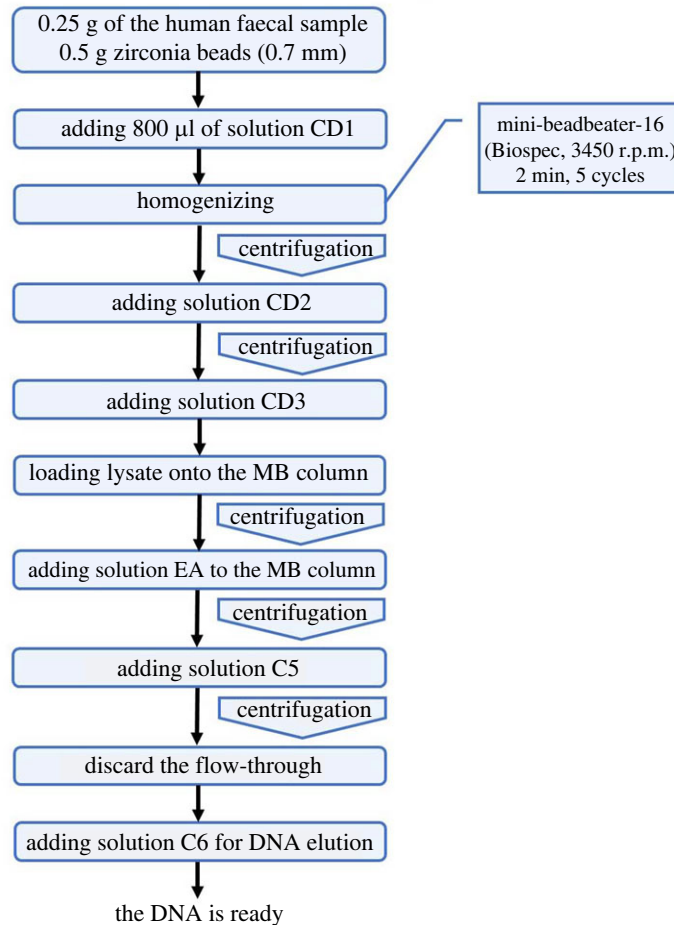 0.25 g of the human faecal sample
0.5 g zirconia beads (0.7 mm)
adding 800 µl of solution CD1
mini-beadbeater-16
(Biospec, 3450 r.p.m.)
2 min, 5 cycles
homogenizing
centrifugation
adding solution CD2
centrifugation
adding solution CD3
loading lysate onto the MB column
centrifugation
adding solution EA to the MB column
centrifugation
adding solution C5
centrifugation
discard the flow-through
adding solution C6 for DNA elution
the DNA is ready